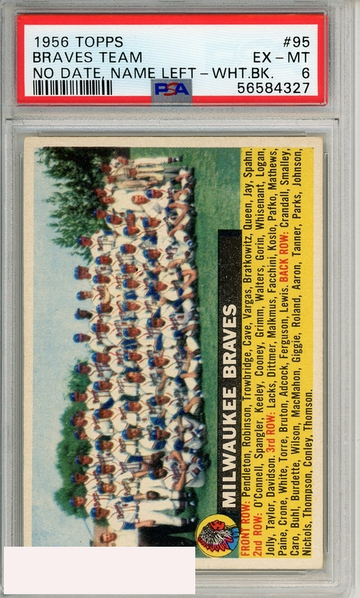 1956 TOPPS #95
BRAVES TEAM EX - MT
NO DATE, NAME LEFT - WHT.BK. 6
PSA 56584327
MILWAUKEE BRAVES
FRONT ROW: Pendleton, Robinson, Trowbridge, Cave, Vargas, Bratkowitz, Queen, Jay, Spahn.
2nd ROW: O'Connell, Spangler, Keeley, Cooney, Grimm, Walters, Gorin, Whisenant, Logan,
Jolly, Taylor, Davidson. 3rd ROW: Lacks, Dittmer, Malkmus, Facchini, Koslo, Pafko, Mathews,
Paine, Crone, White, Torre, Bruton, Adcock, Ferguson, Lewis. BACK ROW: Crandall, Smalley,
Caro, Buhl, Burdette, Wilson, MacMahon, Giggie, Roland, Aaron, Tanner, Parks, Johnson,
Nichols, Thompson, Conley, Thomson.